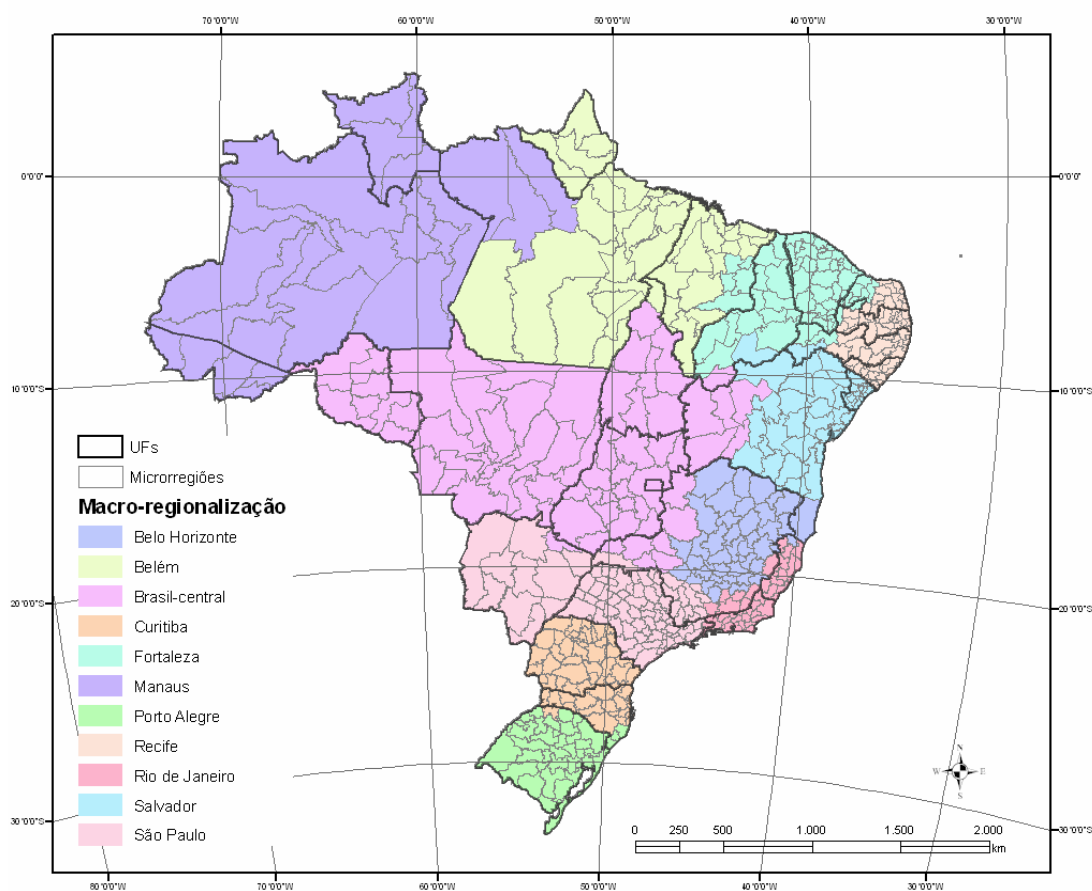 70°0'0"W 60°0'0"W 50°0'0"W 40°0'0"W 30°0'0"W
0°0'0" 0°0'0"
10°0'0"S 10°0'0"S
UFs
Microrregiões
Macro-regionalização
Belo Horizonte
Belém
Brasil-central
20°0'0"S 20°0'0"S
Curitiba
Fortaleza
Manaus
Porto Alegre
Recife
N
W E
S
Rio de Janeiro
Salvador
São Paulo
30°0'0"S 30°0'0"S
0 250 500 1.000 1.500 2.000
km
80°0'0"W 70°0'0"W 60°0'0"W 50°0'0"W 40°0'0"W